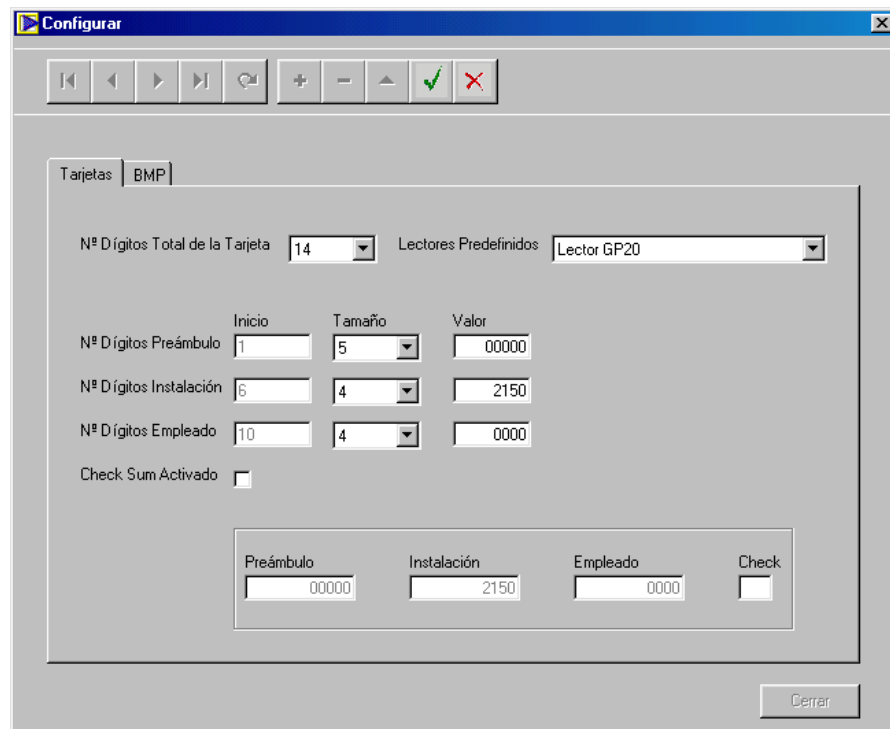 Configurar
Tarjetas BMP
Nº Dígitos Total de la Tarjeta 14 Lectores Predefinidos Lector GP20
Inicio Tamaño Valor
Nº Dígitos Preámbulo 1 5 00000
Nº Dígitos Instalación 6 4 2150
Nº Dígitos Empleado 10 4 0000
Check Sum Activado
Preámbulo Instalación Empleado Check
00000 2150 0000
Cerrar